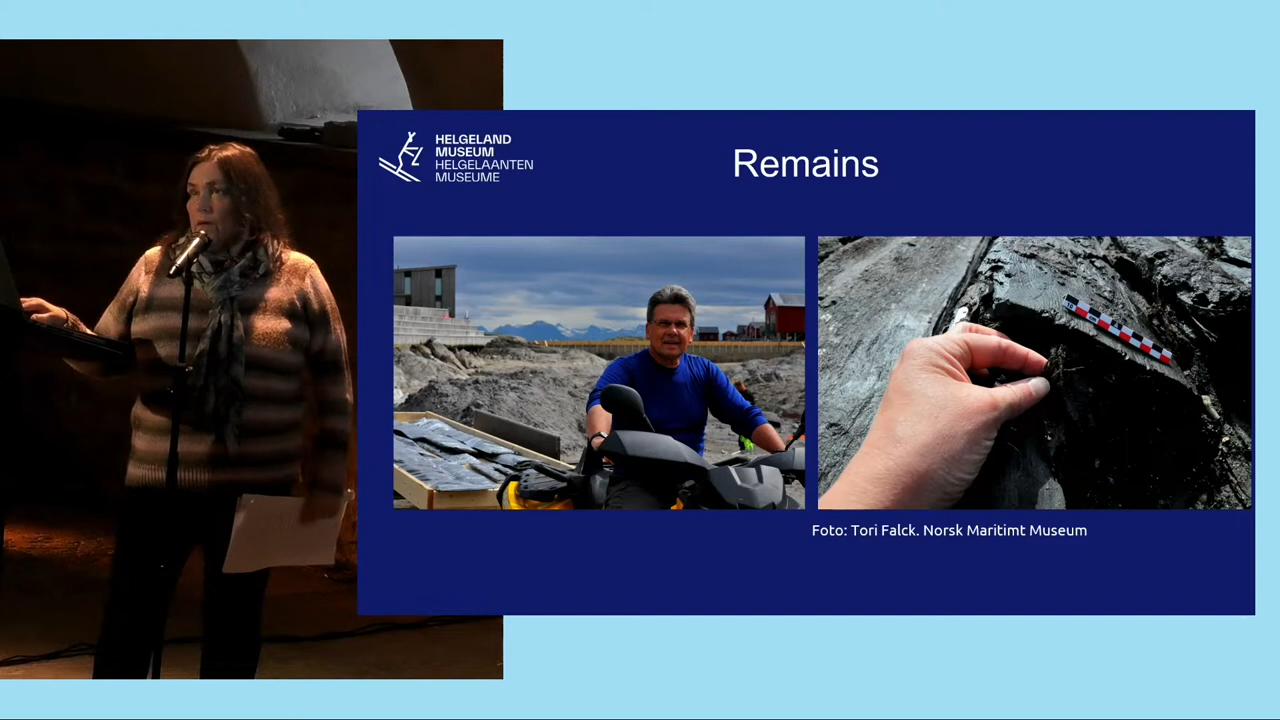 HELGELAND
MUSEUM
HELGELAANTEN
MUSEUME
Remains
Foto: Tori Falck. Norsk Maritimt Museum